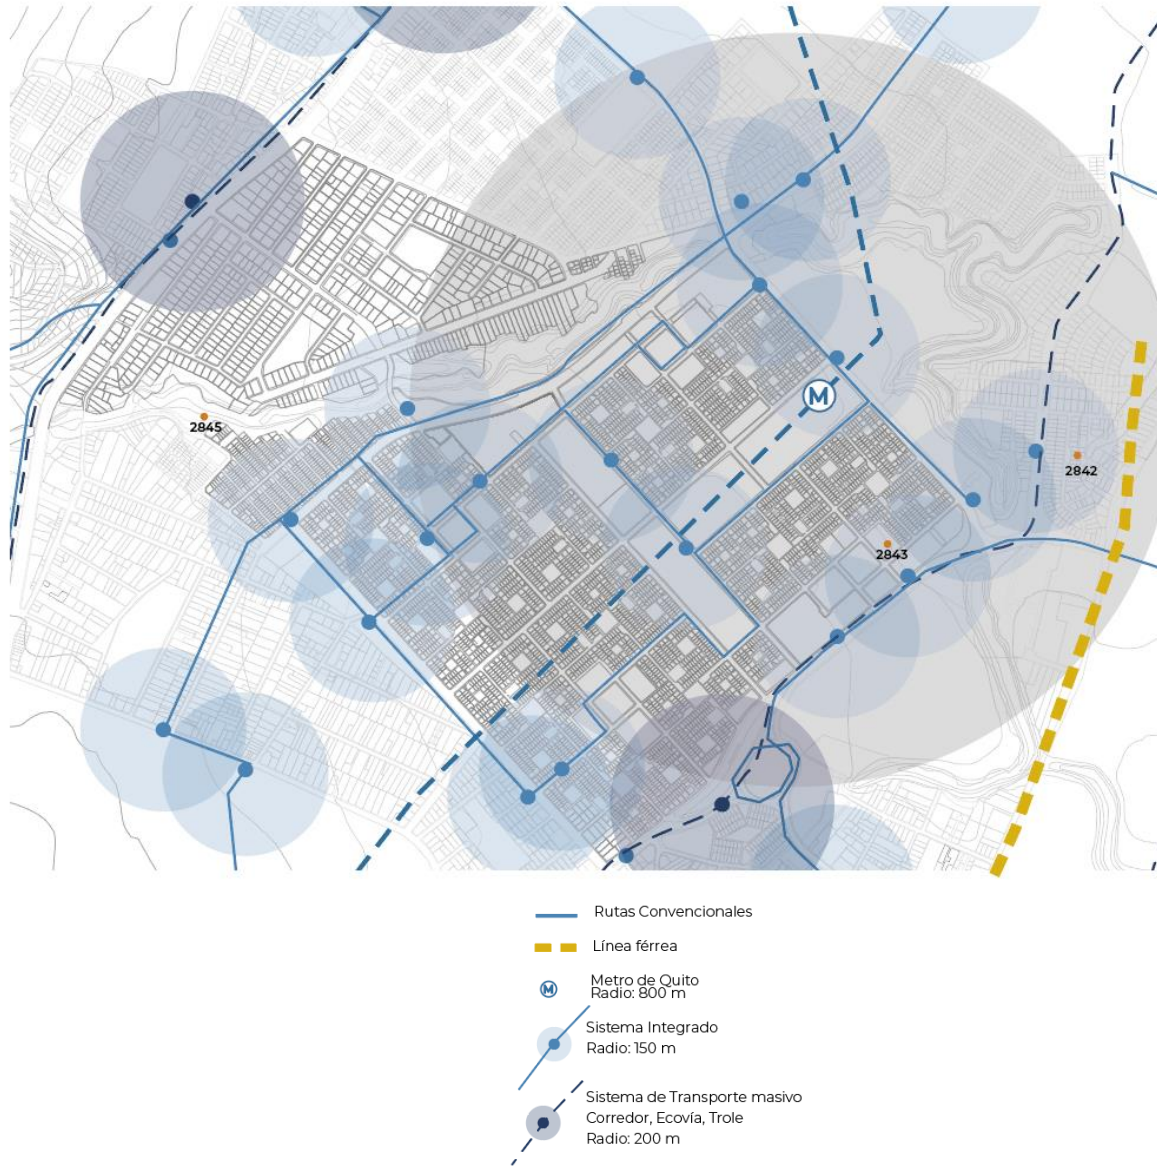 M
2845
2842
2843
Rutas Convencionales
Línea férrea
M
Metro de Quito
Radio: 800 m
Sistema Integrado
Radio: 150 m
Sistema de Transporte masivo
Corredor, Ecovía, Trole
Radio: 200 m